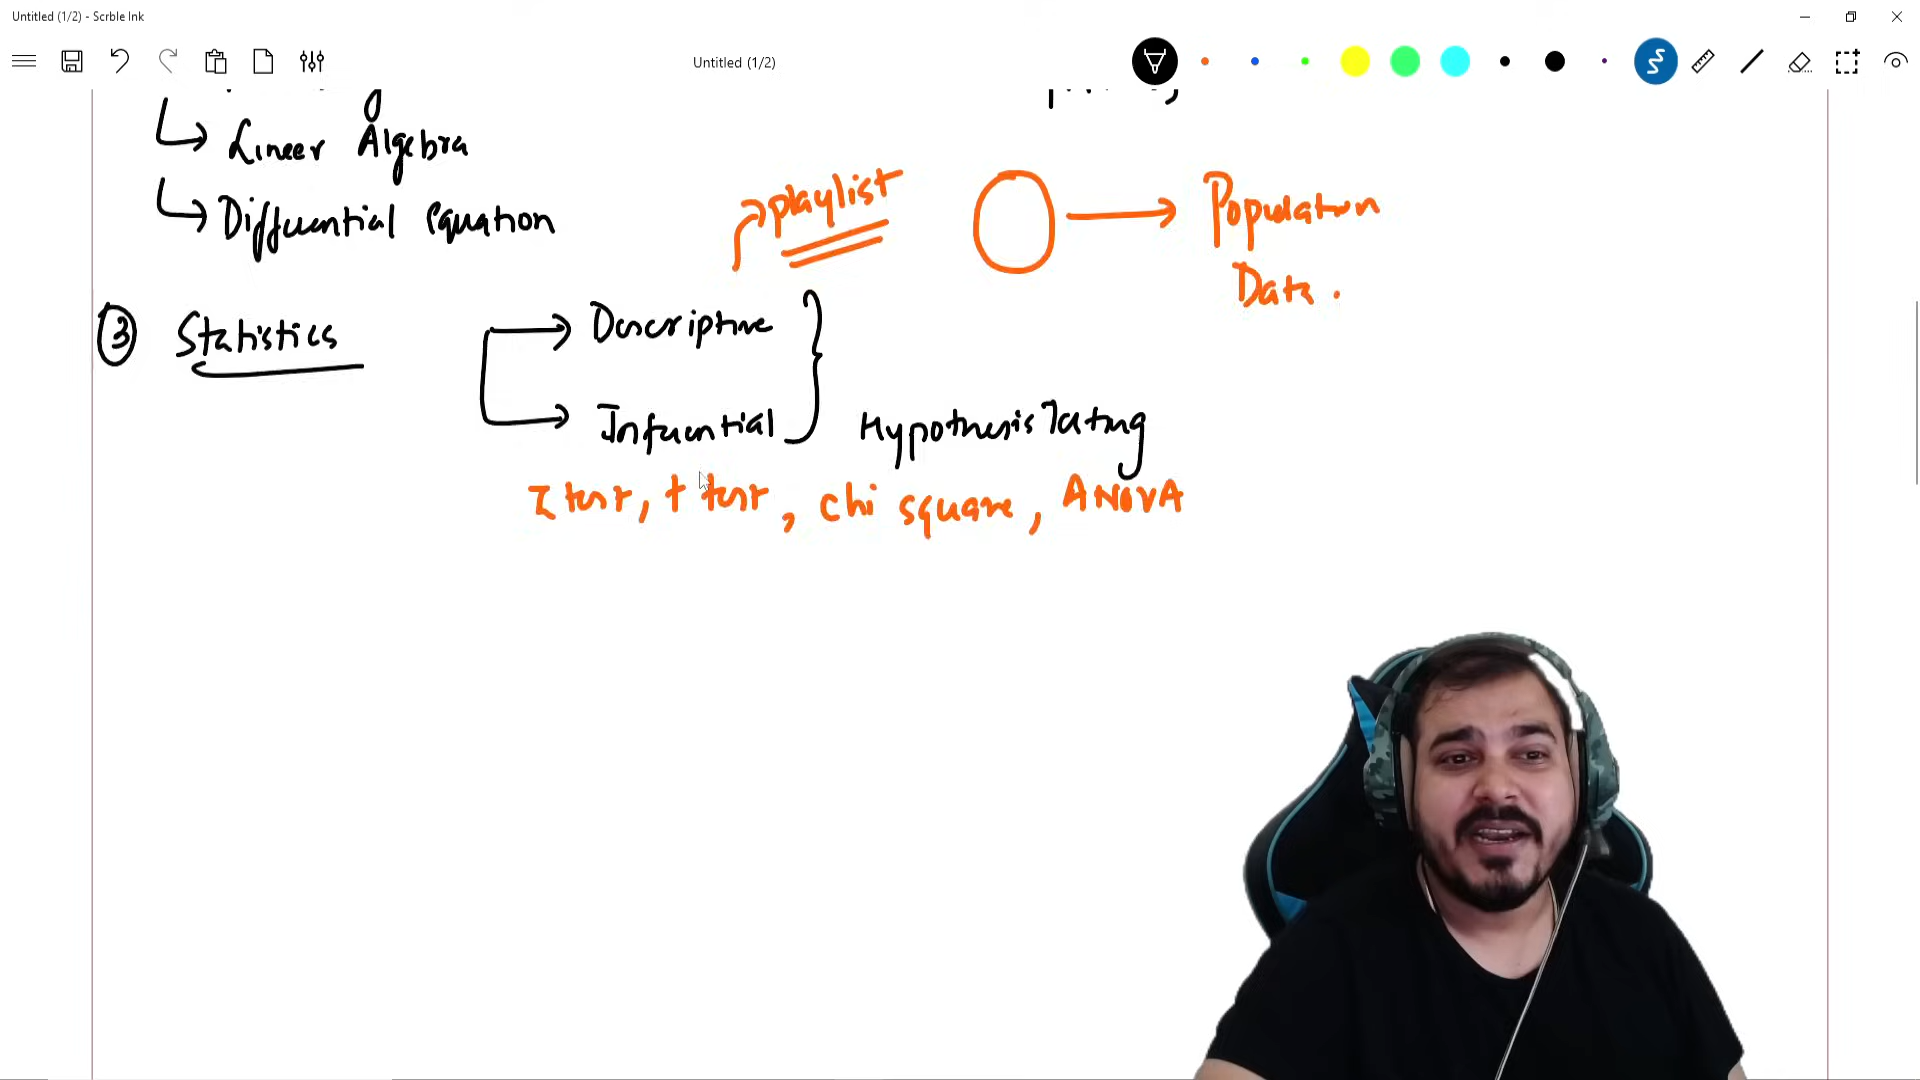 Untitled (1/2) - Scrble Ink
Untitled (1/2)
Linear Algebra
Differential Equation
playlist
Population
Data.
3 Statistics
Descriptive
Inferential
Hypothesis Testing
Z test, t test, chi square, ANOVA